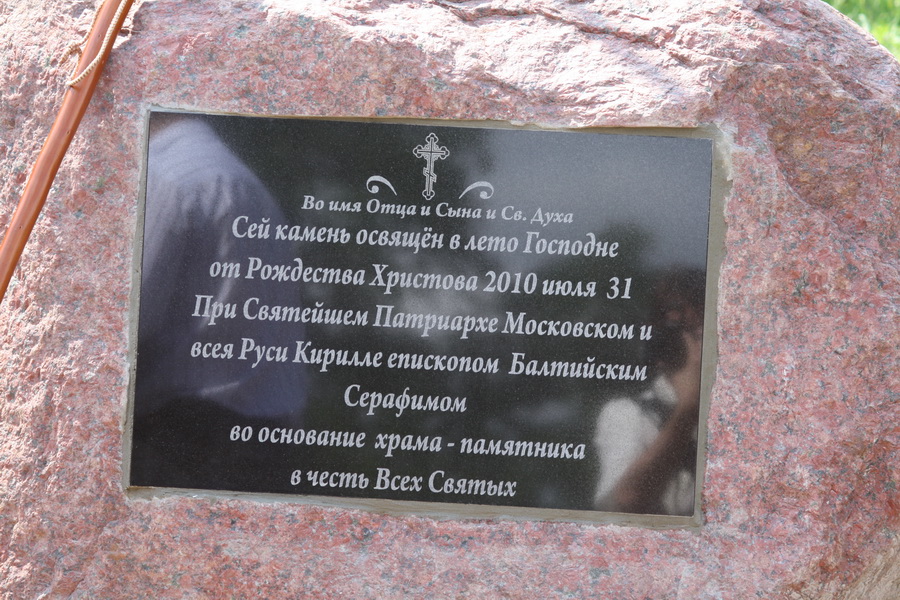 Во имя Отца и Сына и Св. Духа
Сей камень освящён в лето Господне
от Рождества Христова 2010 июля 31
При Святейшем Патриархе Московском и
всея Руси Кирилле епископом Балтийским
Серафимом
во основание храма - памятника
в честь Всех Святых